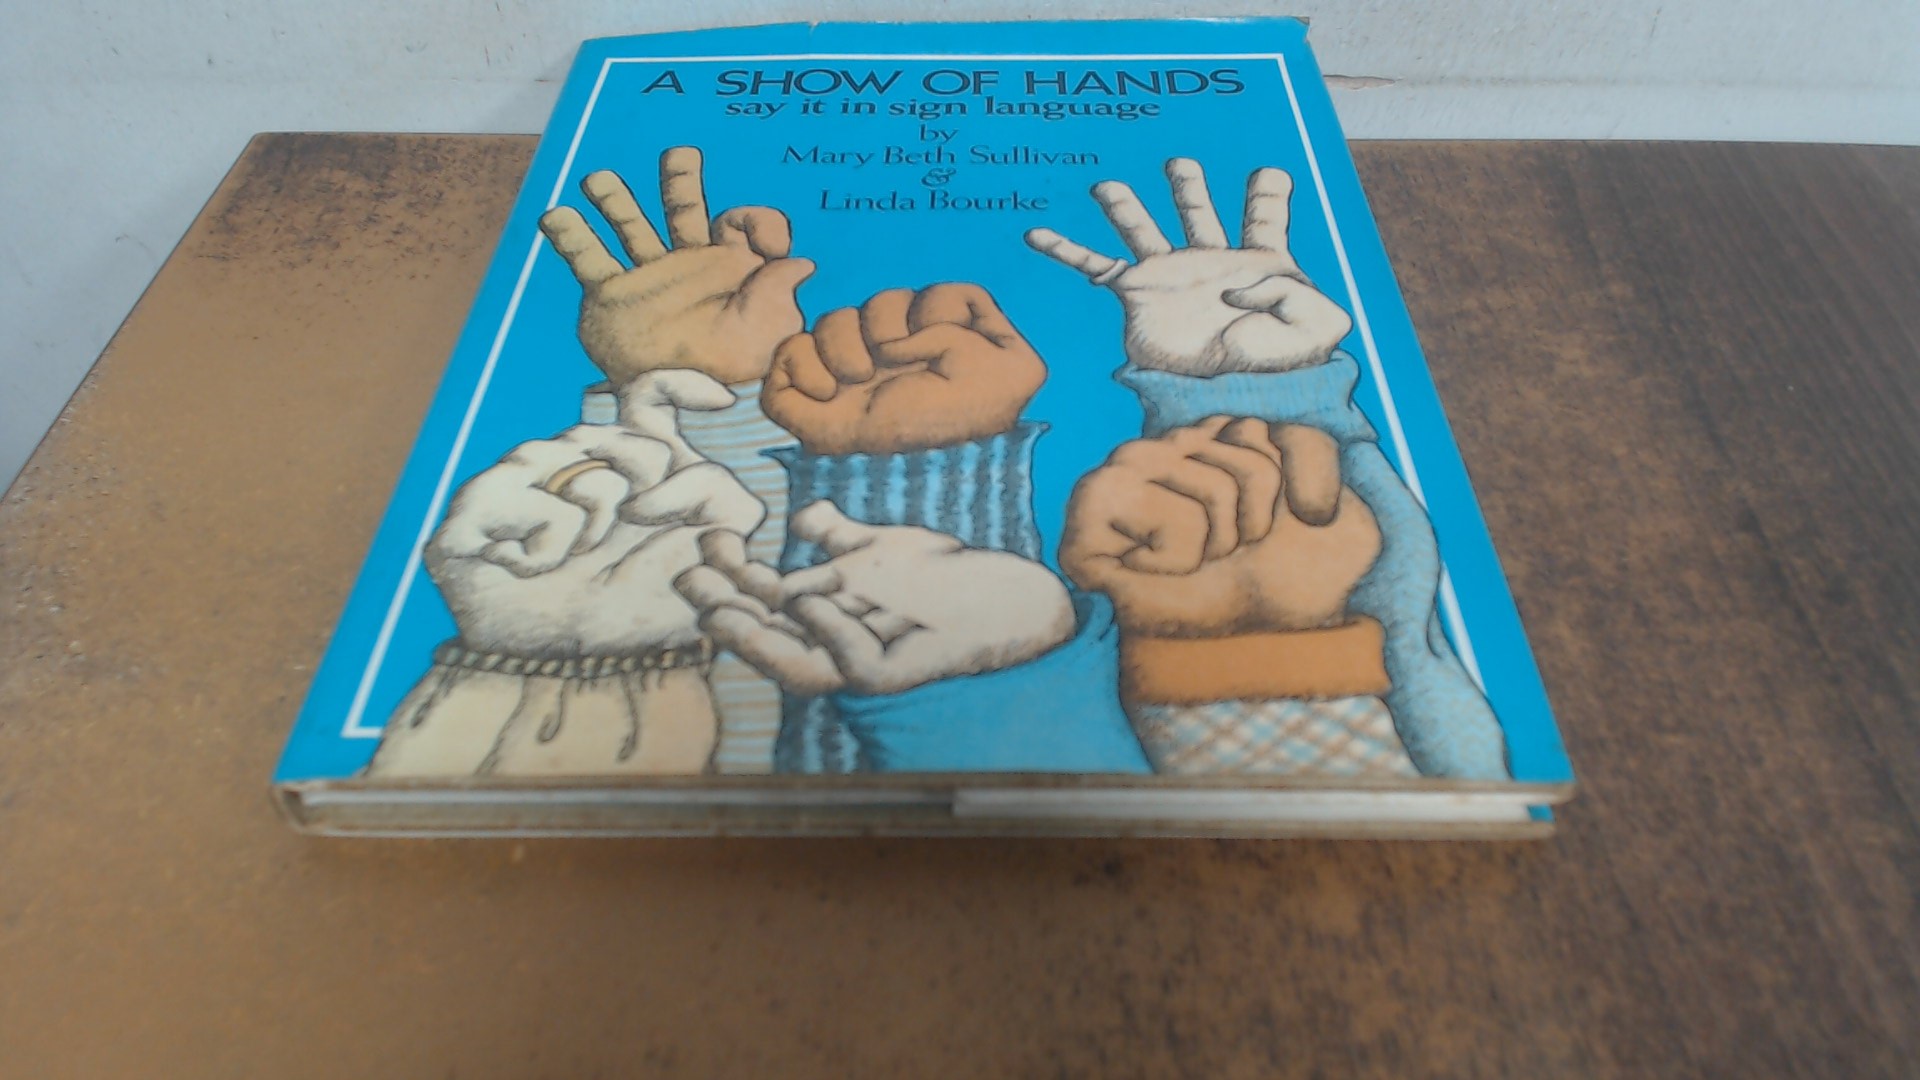 A SHOW OF HANDS
say it in sign language
by
Mary Beth Sullivan
&
Linda Bourke